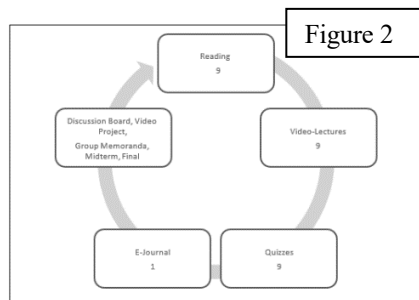 Figure 2
Reading
9
Video-Lectures
9
Quizzes
9
E-Journal
1
Discussion Board, Video
Project,
Group Memoranda,
Midterm, Final